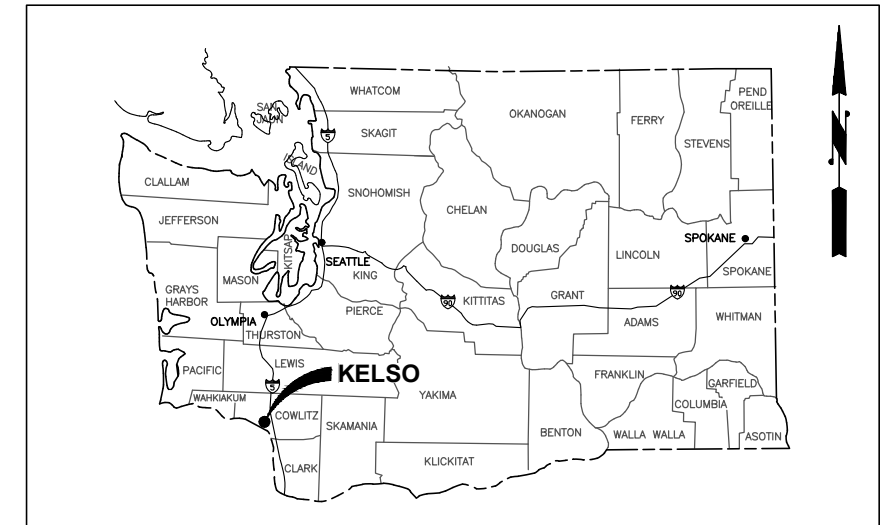 WHATCOM
PEND
OREILLE
SAN
JUAN
OKANOGAN
FERRY
SKAGIT
5
STEVENS
ISLAND
CLALLAM
SNOHOMISH
N
CHELAN
JEFFERSON
SPOKANE
KITSAP
DOUGLAS
LINCOLN
SEATTLE
KING
SPOKANE
MASON
GRAYS
HARBOR
90
KITTITAS
GRANT
90
PIERCE
OLYMPIA
ADAMS
WHITMAN
THURSTON
LEWIS
PACIFIC
KELSO
FRANKLIN
GARFIELD
5
WAHKIAKUM
YAKIMA
COLUMBIA
COWLITZ
SKAMANIA
BENTON
WALLA WALLA
ASOTIN
CLARK
KLICKITAT